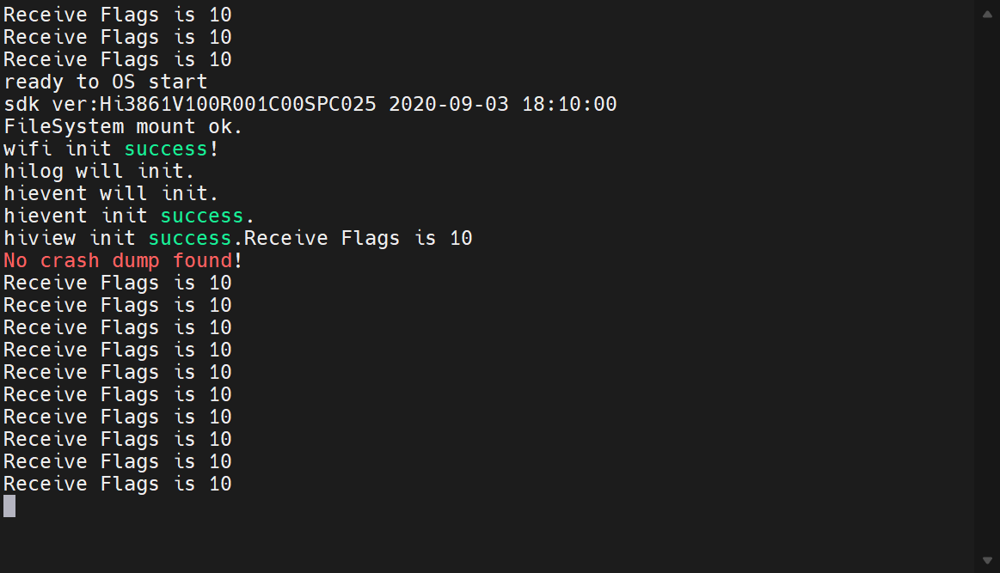 Receive Flags is 10
Receive Flags is 10
Receive Flags is 10
ready to OS start
sdk ver:Hi3861V100R001C00SPC025 2020-09-03 18:10:00
FileSystem mount ok.
wifi init success!
hilog will init.
hievent will init.
hievent init success.
hiview init success.Receive Flags is 10
No crash dump found!
Receive Flags is 10
Receive Flags is 10
Receive Flags is 10
Receive Flags is 10
Receive Flags is 10
Receive Flags is 10
Receive Flags is 10
Receive Flags is 10
Receive Flags is 10
Receive Flags is 10